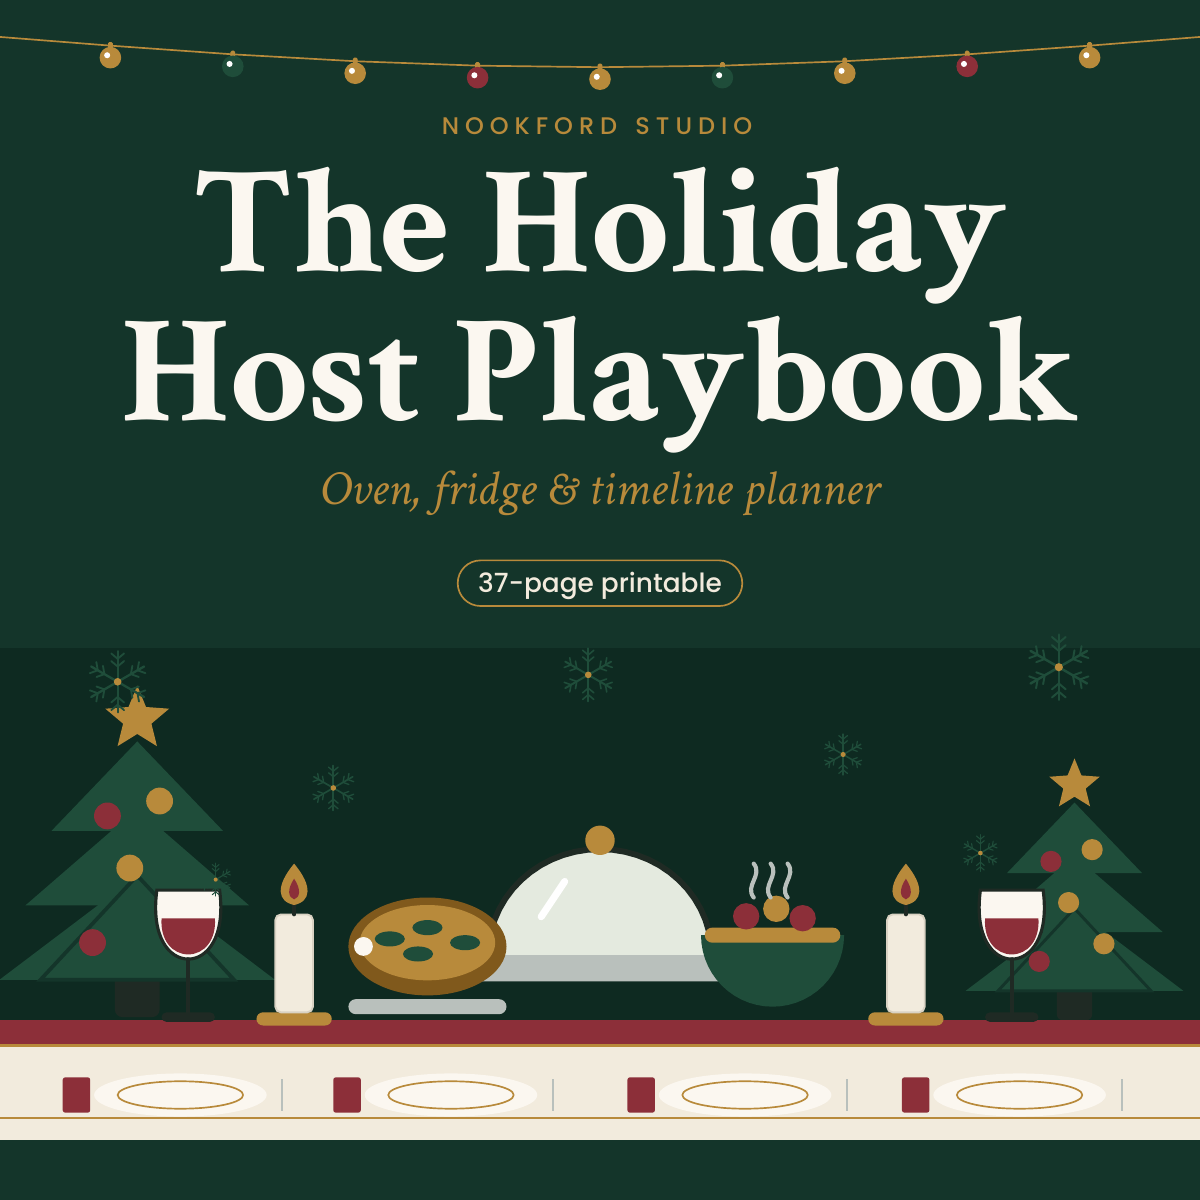 NOOKFORD STUDIO
The Holiday
Host Playbook
Oven, fridge & timeline planner
37-page printable